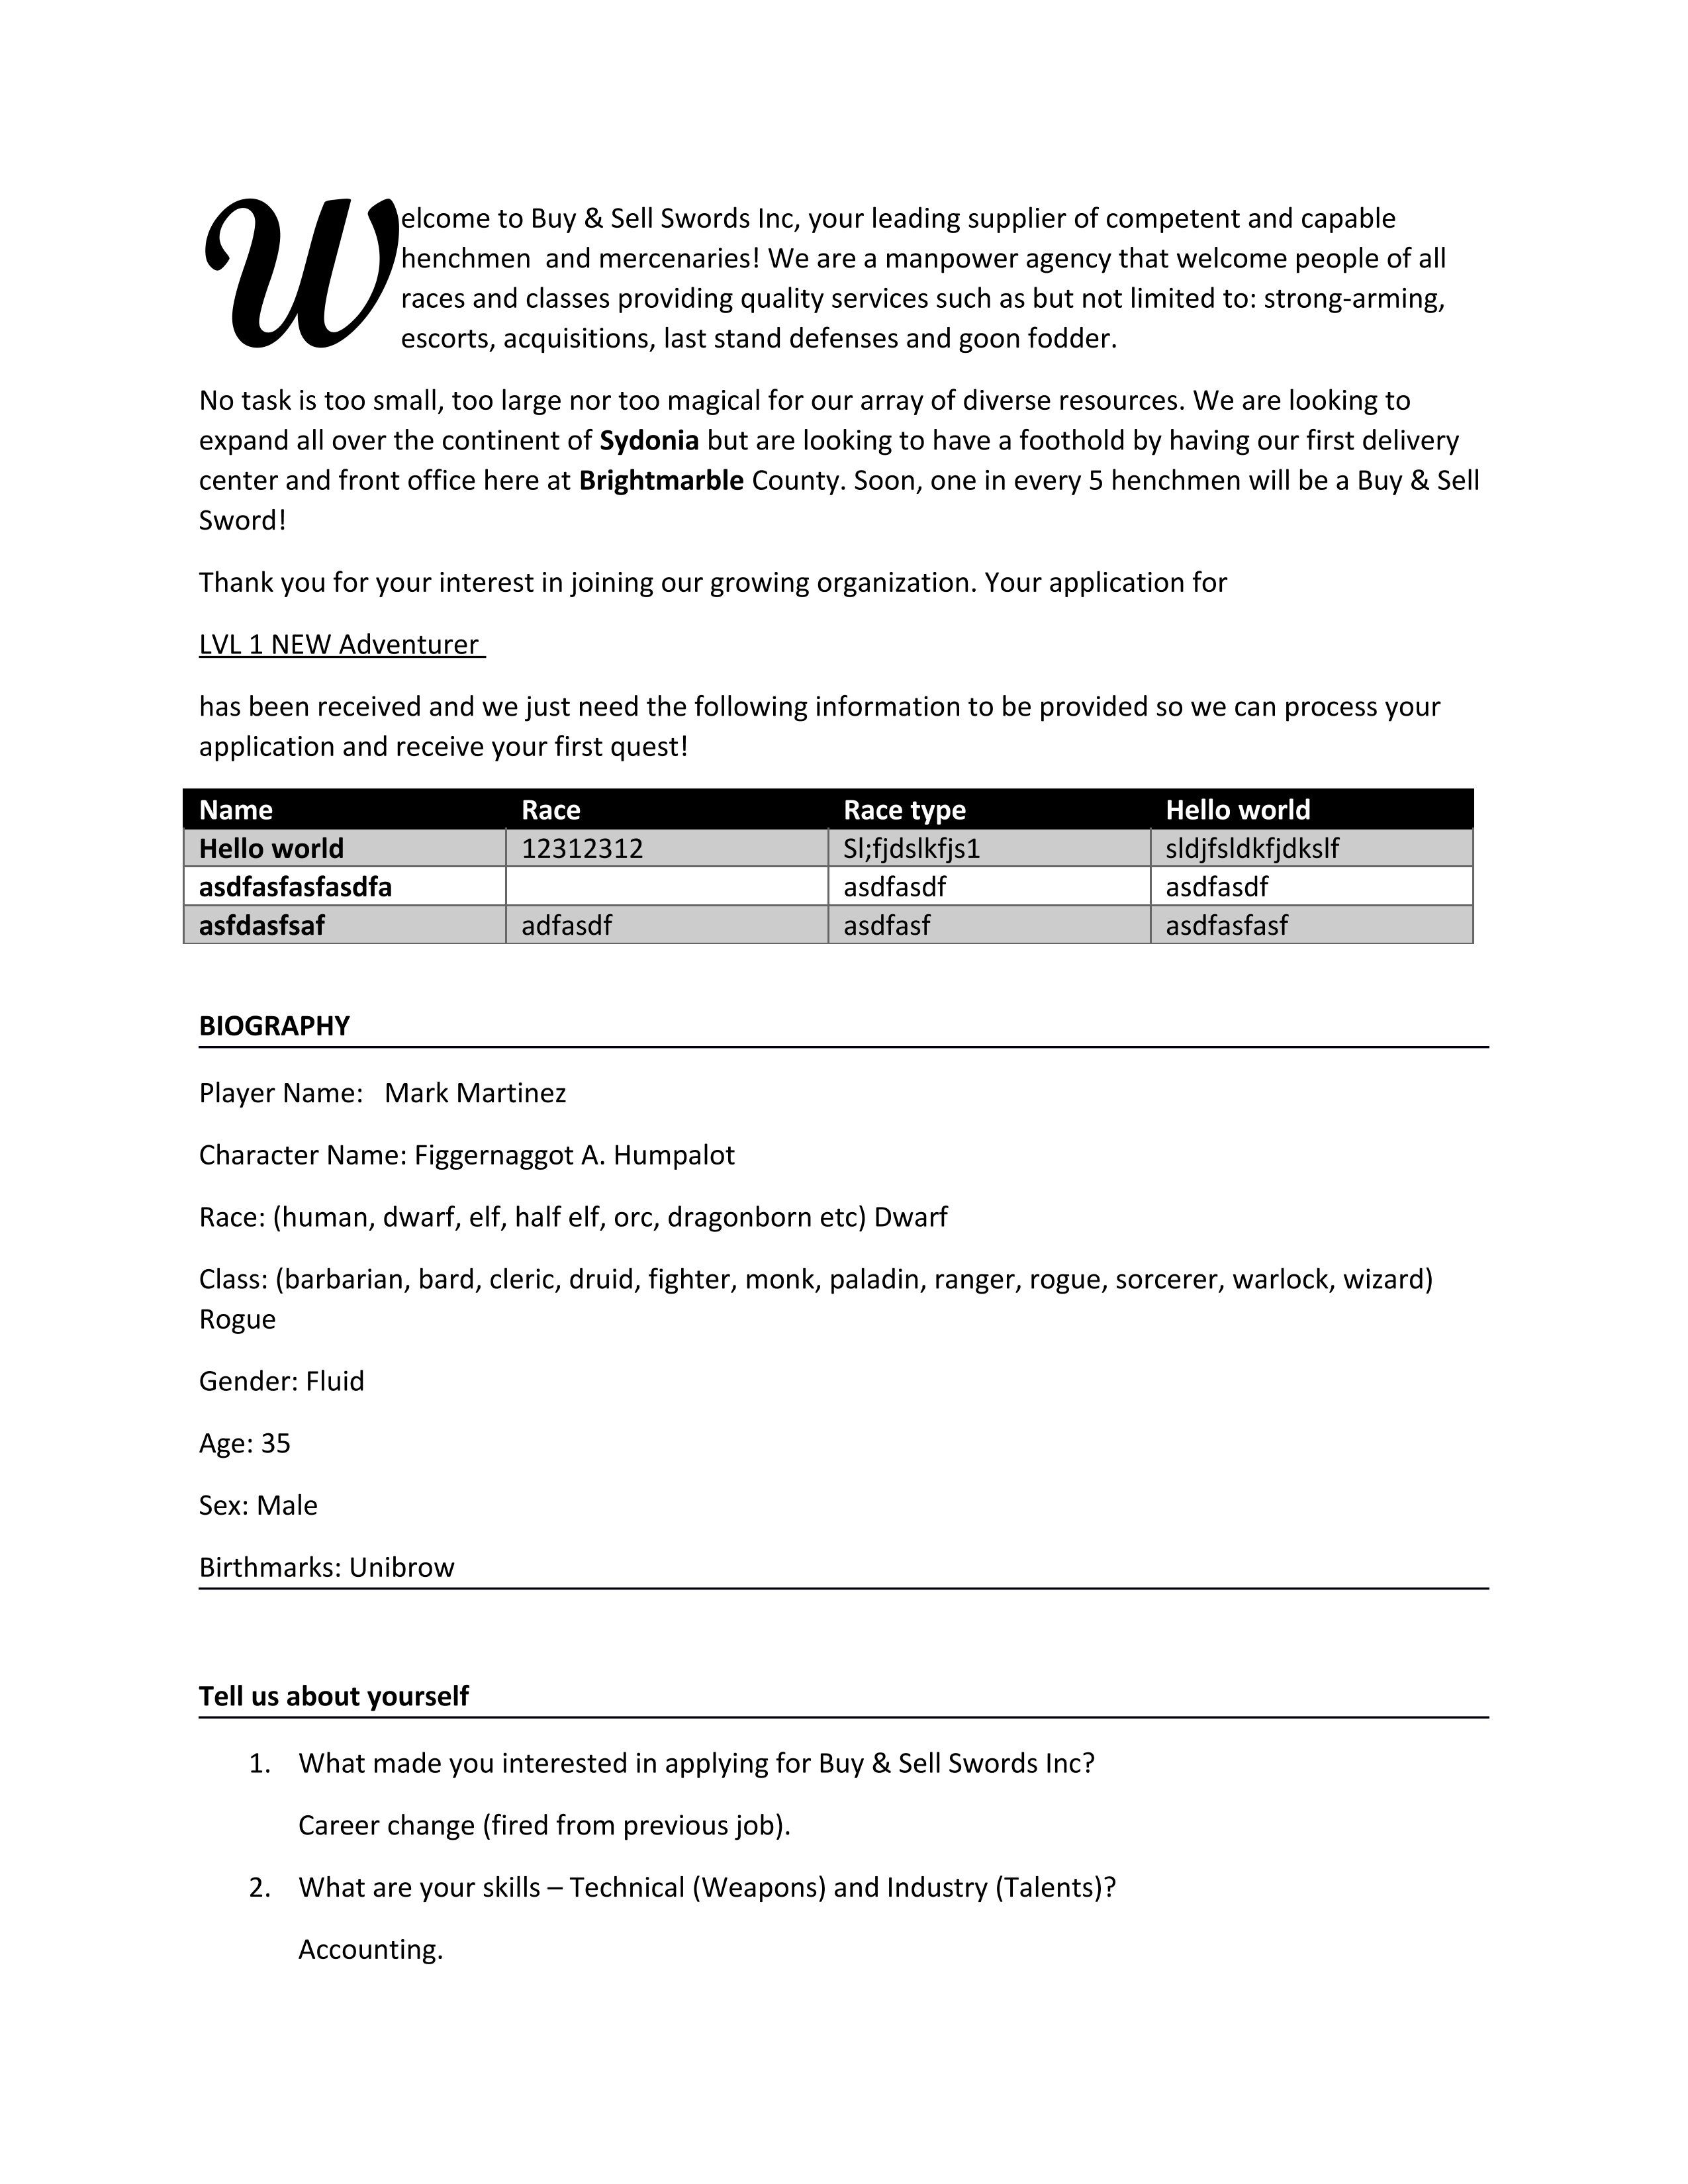 Welcome to Buy & Sell Swords Inc, your leading supplier of competent and capable
henchmen  and mercenaries! We are a manpower agency that welcome people of all
races and classes providing quality services such as but not limited to: strong-arming,
escorts, acquisitions, last stand defenses and goon fodder.
No task is too small, too large nor too magical for our array of diverse resources. We are looking to
expand all over the continent of Sydonia but are looking to have a foothold by having our first delivery
center and front office here at Brightmarble County. Soon, one in every 5 henchmen will be a Buy & Sell
Sword!
Thank you for your interest in joining our growing organization. Your application for
LVL 1 NEW Adventurer
has been received and we just need the following information to be provided so we can process your
application and receive your first quest!
Name Race Race type Hello world
Hello world 12312312 Sl;fjdslkfjs1 sldjfsldkfjdkslf
asdfasfasfasdfa asdfasdf asdfasdf
asfdasfsaf adfasdf asdfasf asdfasfasf
BIOGRAPHY
Player Name:   Mark Martinez
Character Name: Figgernaggot A. Humpalot
Race: (human, dwarf, elf, half elf, orc, dragonborn etc) Dwarf
Class: (barbarian, bard, cleric, druid, fighter, monk, paladin, ranger, rogue, sorcerer, warlock, wizard)
Rogue
Gender: Fluid
Age: 35
Sex: Male
Birthmarks: Unibrow
Tell us about yourself
1. What made you interested in applying for Buy & Sell Swords Inc?
Career change (fired from previous job).
2. What are your skills – Technical (Weapons) and Industry (Talents)?
Accounting.